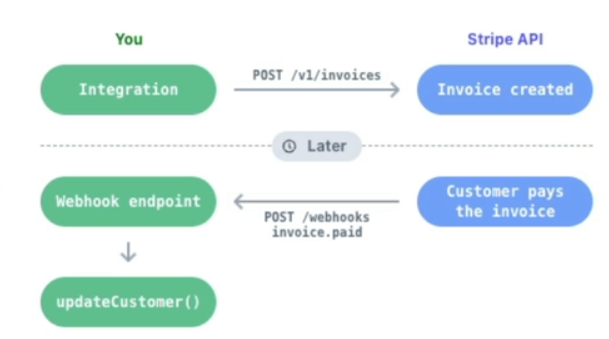 You
Stripe API
Integration
POST /v1/invoices
Invoice created
Later
Webhook endpoint
POST /webhooks
invoice.paid
Customer pays
the invoice
updateCustomer()